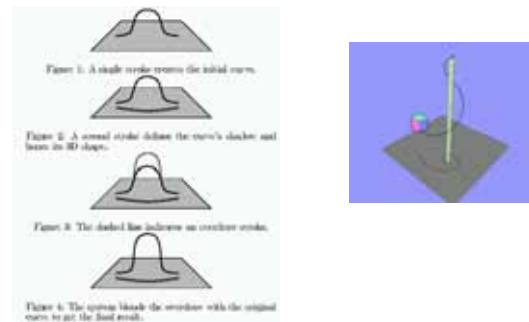 Figure 1: A single stroke creates the initial curve.
Figure 2: A second stroke defines the curve's shadow and
hence its 3D shape.
Figure 3: The dashed line indicates an overdraw stroke.
Figure 4: The system blends the overdraw with the original
curve to get the final result.